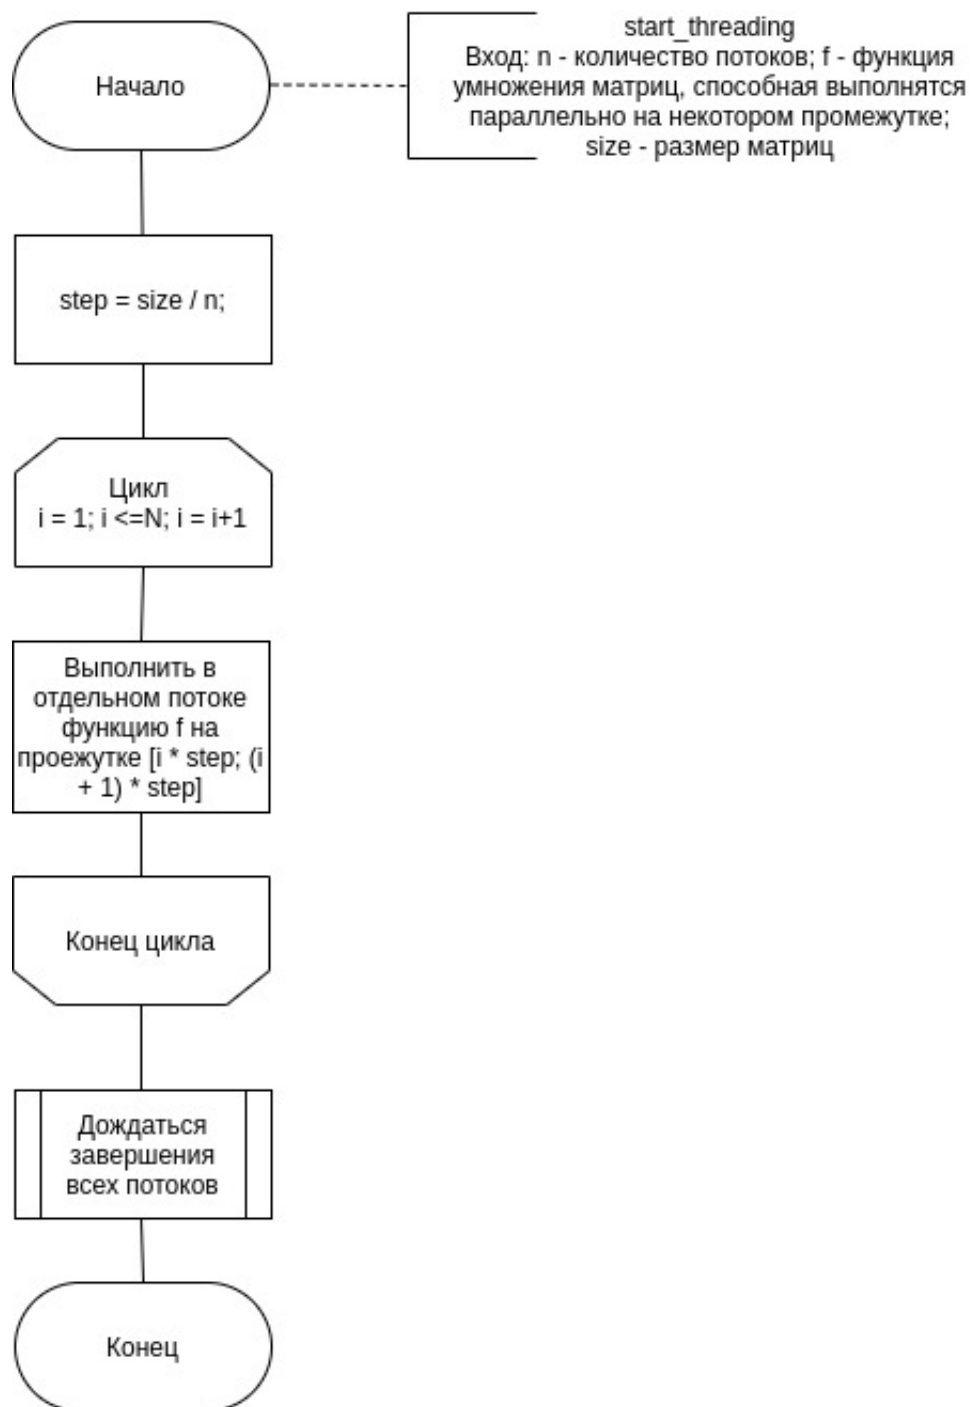 start_threading
Вход: n - количество потоков; f - функция
умножения матриц, способная выполнятся
параллельно на некотором промежутке;
size - размер матриц
Начало
step = size / n;
Цикл
i = 1; i <=N; i = i+1
Выполнить в
отдельном потоке
функцию f на
проежутке [i * step; (i
+ 1) * step]
Конец цикла
Дождаться
завершения
всех потоков
Конец